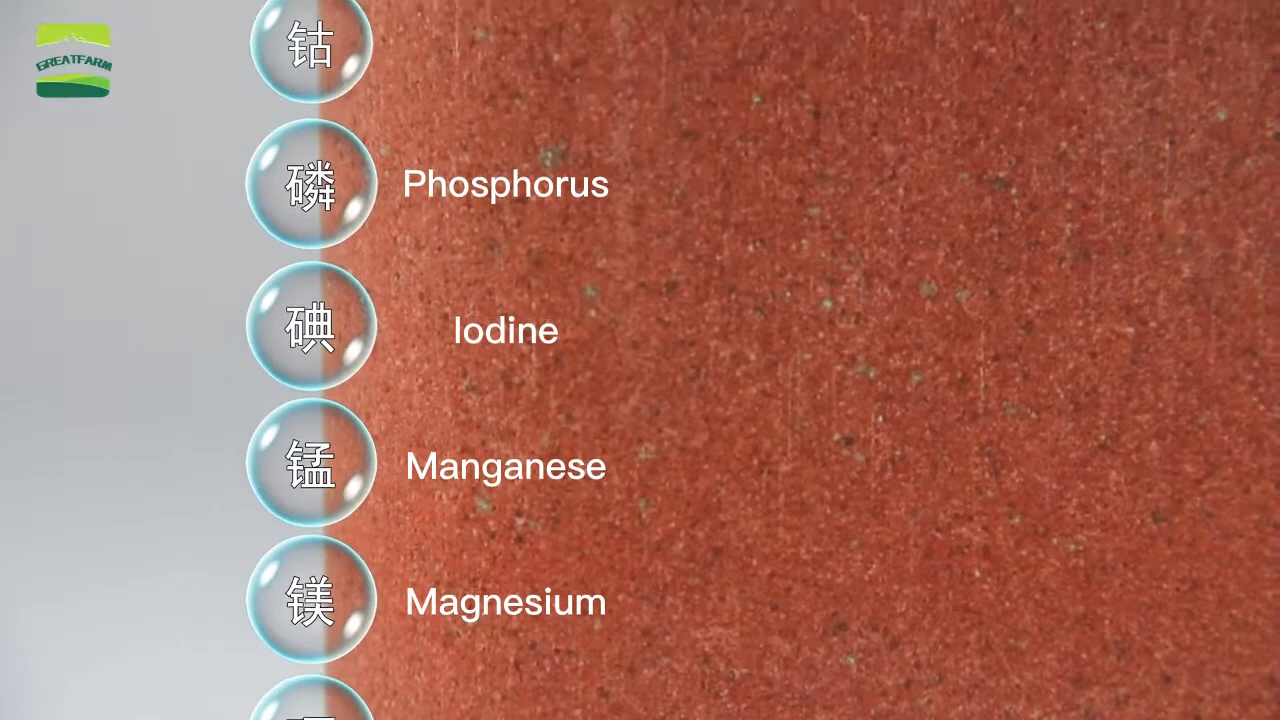 GREATFARM
钴
磷 Phosphorus
碘 Iodine
锰 Manganese
镁 Magnesium